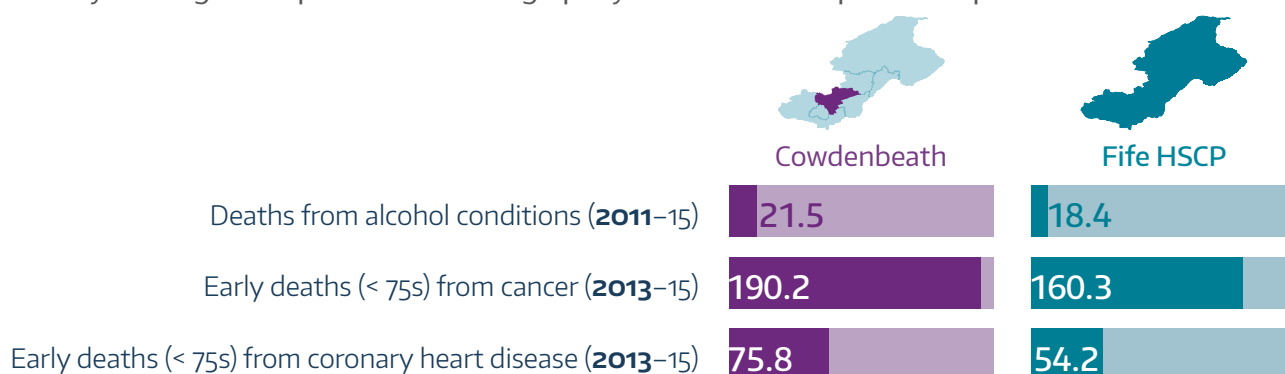 Cowdenbeath Fife HSCP
Deaths from alcohol conditions (2011–15) 21.5 18.4
Early deaths (< 75s) from cancer (2013–15) 190.2 160.3
Early deaths (< 75s) from coronary heart disease (2013–15) 75.8 54.2